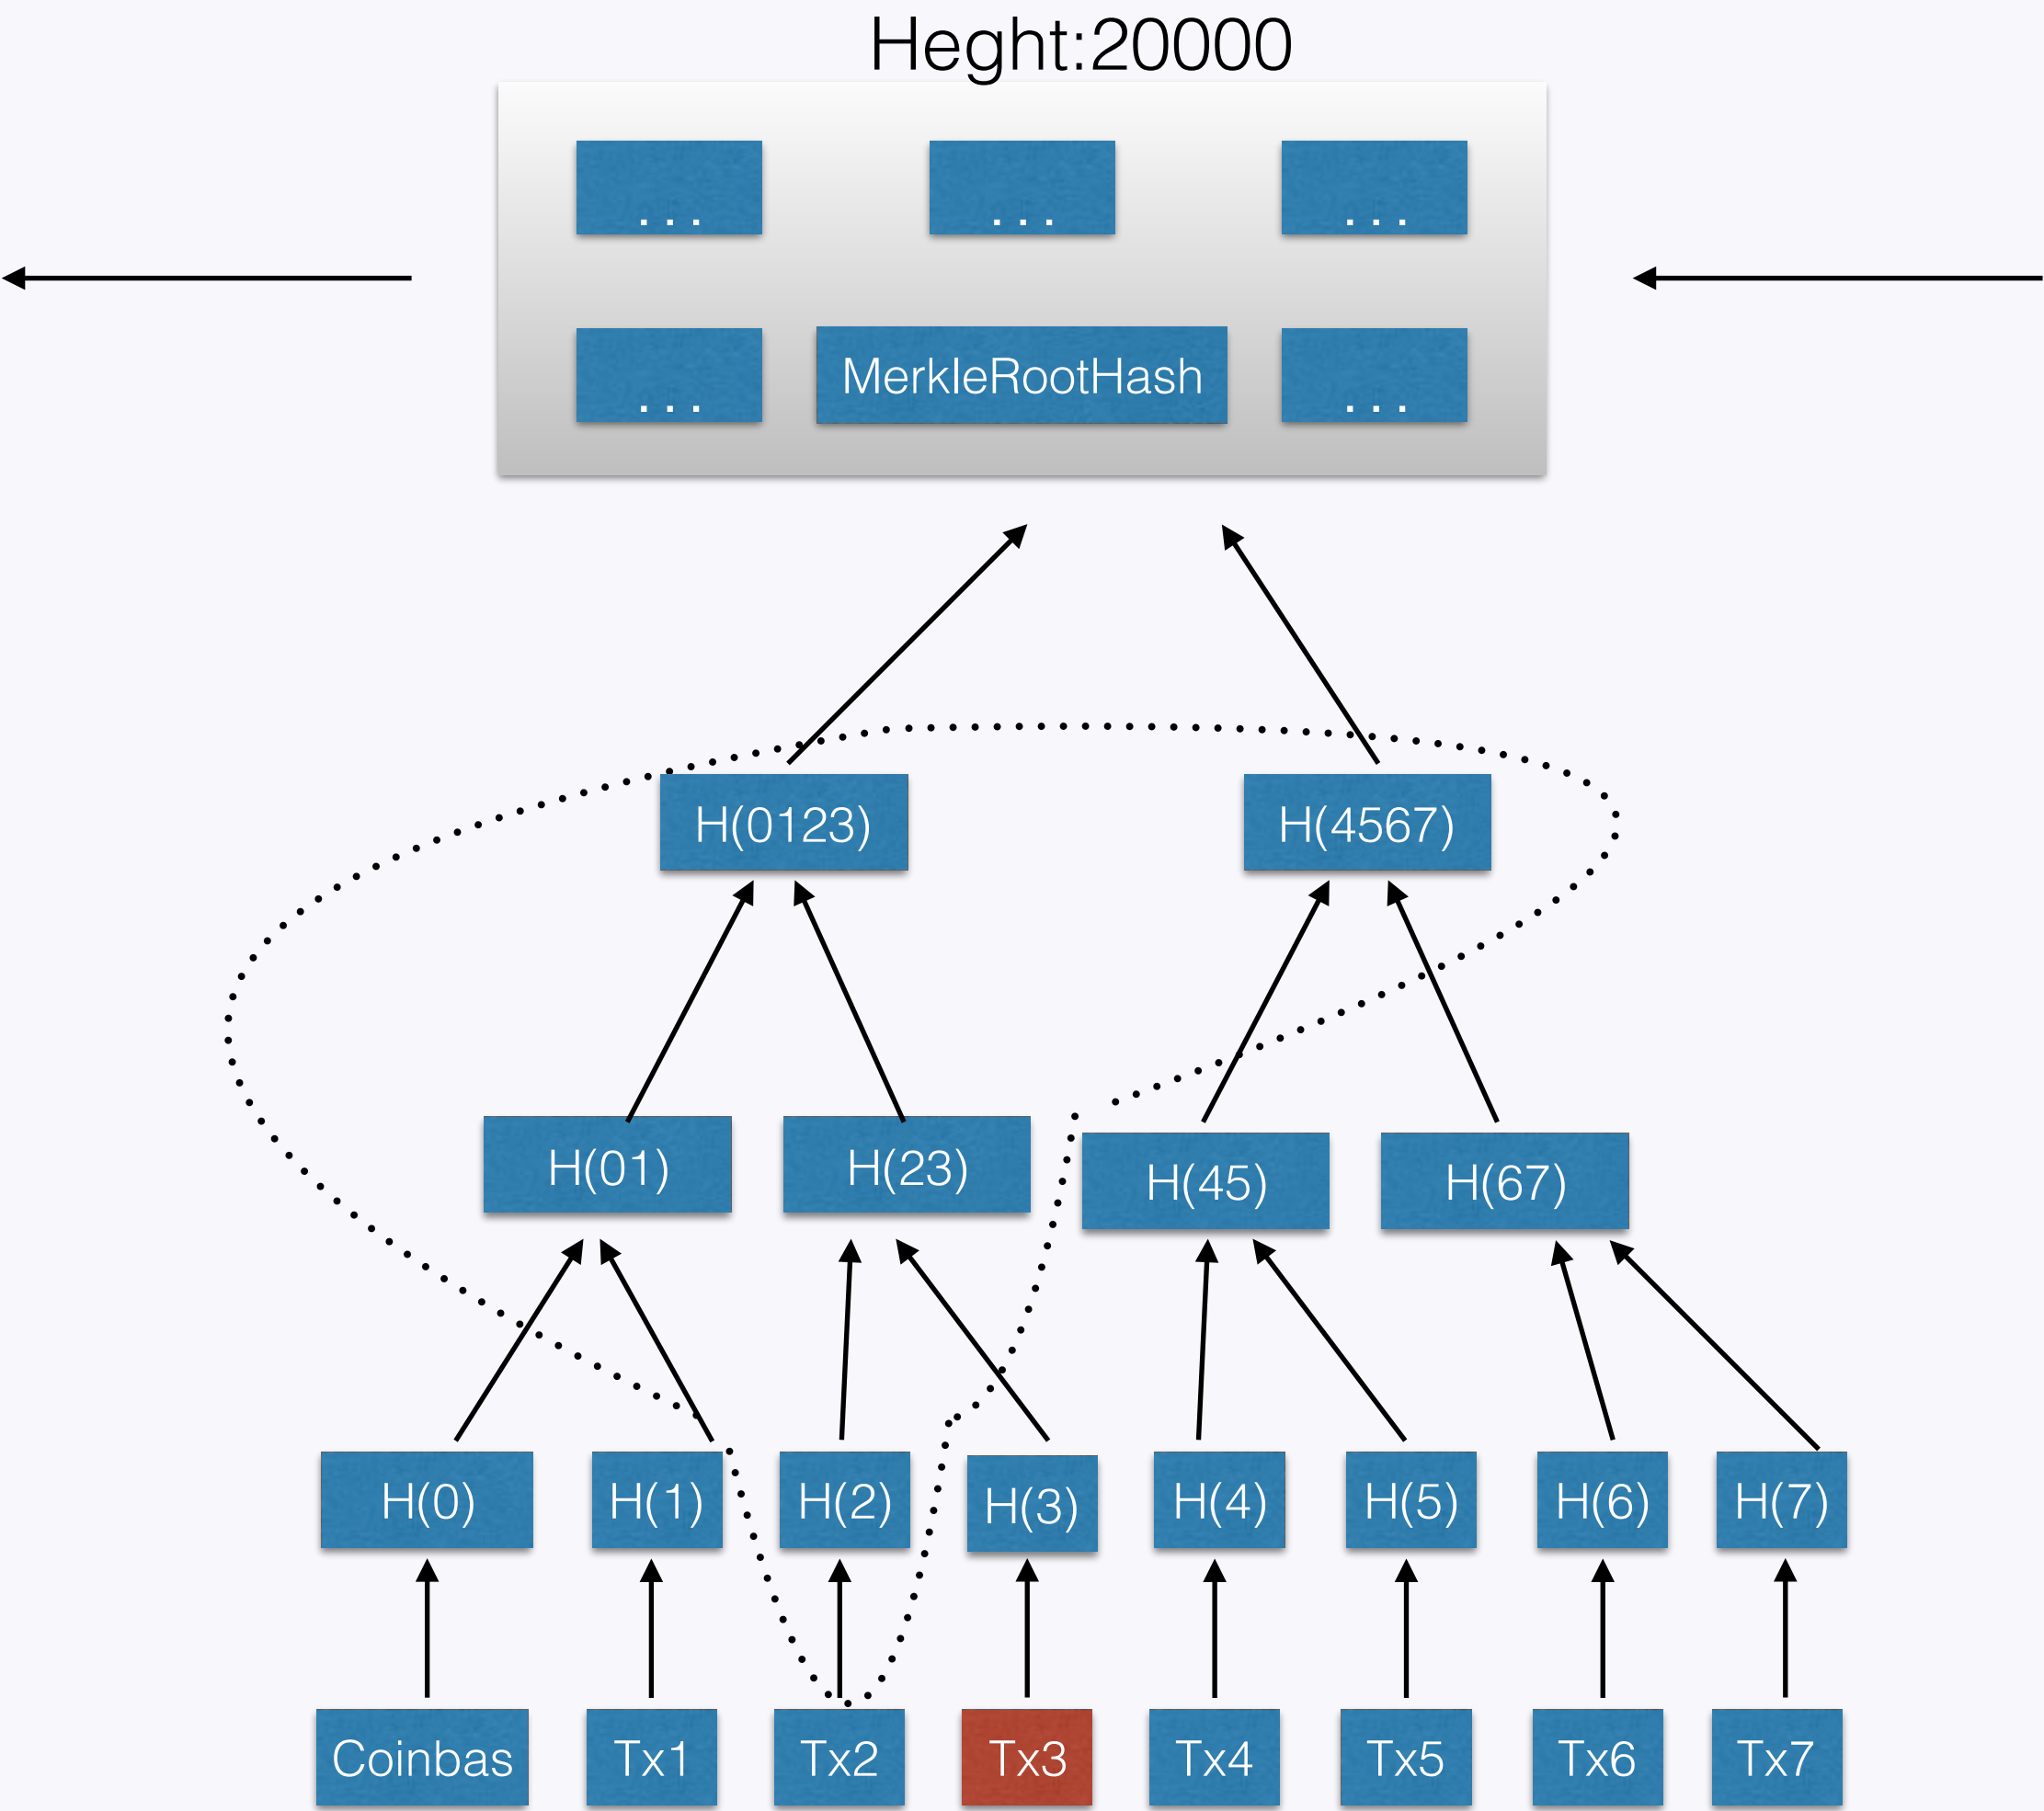 Heght:20000
... ... ...
... MerkleRootHash ...
H(0123) H(4567)
H(01) H(23) H(45) H(67)
H(0) H(1) H(2) H(3) H(4) H(5) H(6) H(7)
Coinbas Tx1 Tx2 Tx3 Tx4 Tx5 Tx6 Tx7